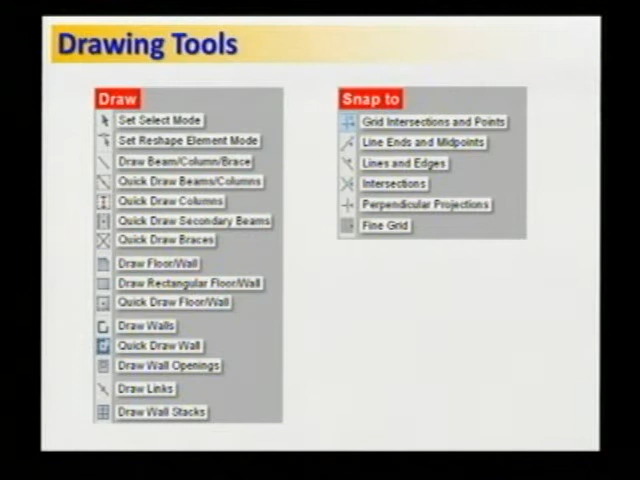 Drawing Tools
Draw
Set Select Mode
Set Reshape Element Mode
Draw Beam/Column/Brace
Quick Draw Beams/Columns
Quick Draw Columns
Quick Draw Secondary Beams
Quick Draw Braces
Draw Floor/Wall
Draw Rectangular Floor/Wall
Quick Draw Floor/Wall
Draw Walls
Quick Draw Wall
Draw Wall Openings
Draw Links
Draw Wall Stacks
Snap to
Grid Intersections and Points
Line Ends and Midpoints
Lines and Edges
Intersections
Perpendicular Projections
Fine Grid